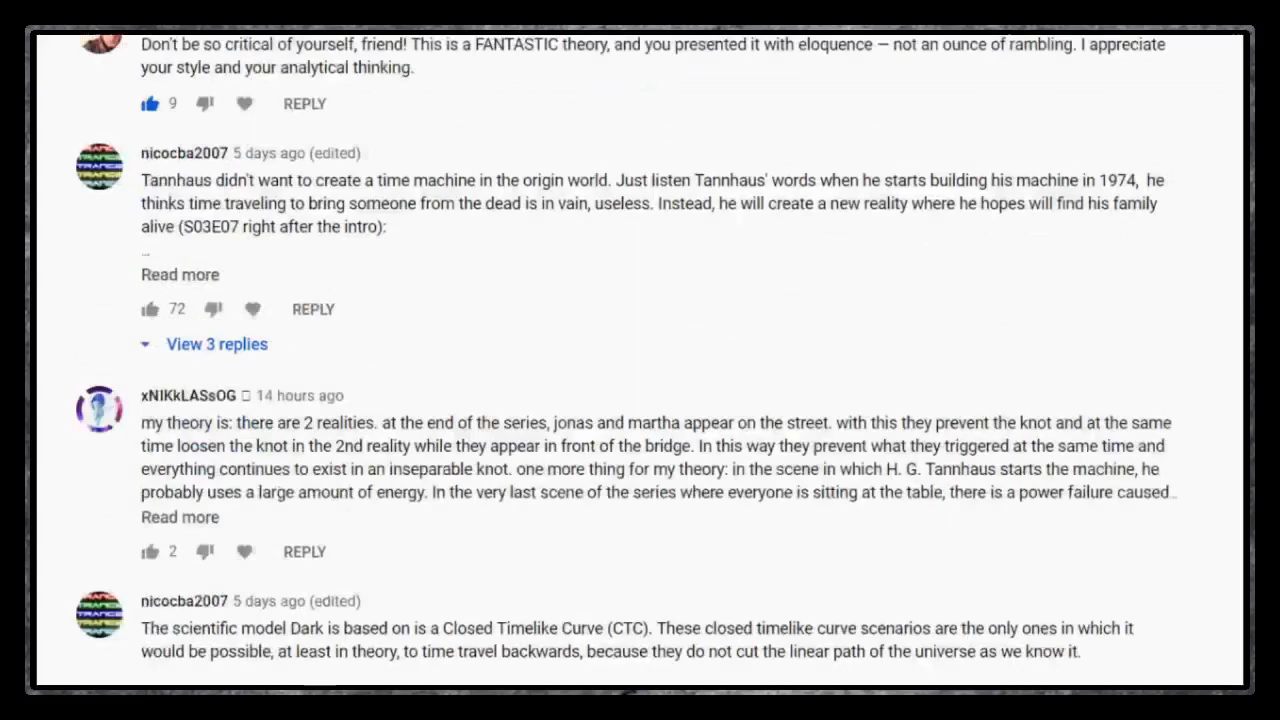 Don't be so critical of yourself, friend! This is a FANTASTIC theory, and you presented it with eloquence — not an ounce of rambling. I appreciate
your style and your analytical thinking.
9 REPLY
nicocba2007 5 days ago (edited)
Tannhaus didn't want to create a time machine in the origin world. Just listen Tannhaus' words when he starts building his machine in 1974, he
thinks time traveling to bring someone from the dead is in vain, useless. Instead, he will create a new reality where he hopes will find his family
alive (S03E07 right after the intro):
...
Read more
72 REPLY
View 3 replies
xNIKkLASsOG 14 hours ago
my theory is: there are 2 realities. at the end of the series, jonas and martha appear on the street. with this they prevent the knot and at the same
time loosen the knot in the 2nd reality while they appear in front of the bridge. In this way they prevent what they triggered at the same time and
everything continues to exist in an inseparable knot. one more thing for my theory: in the scene in which H. G. Tannhaus starts the machine, he
probably uses a large amount of energy. In the very last scene of the series where everyone is sitting at the table, there is a power failure caused...
Read more
2 REPLY
nicocba2007 5 days ago (edited)
The scientific model Dark is based on is a Closed Timelike Curve (CTC). These closed timelike curve scenarios are the only ones in which it
would be possible, at least in theory, to time travel backwards, because they do not cut the linear path of the universe as we know it.